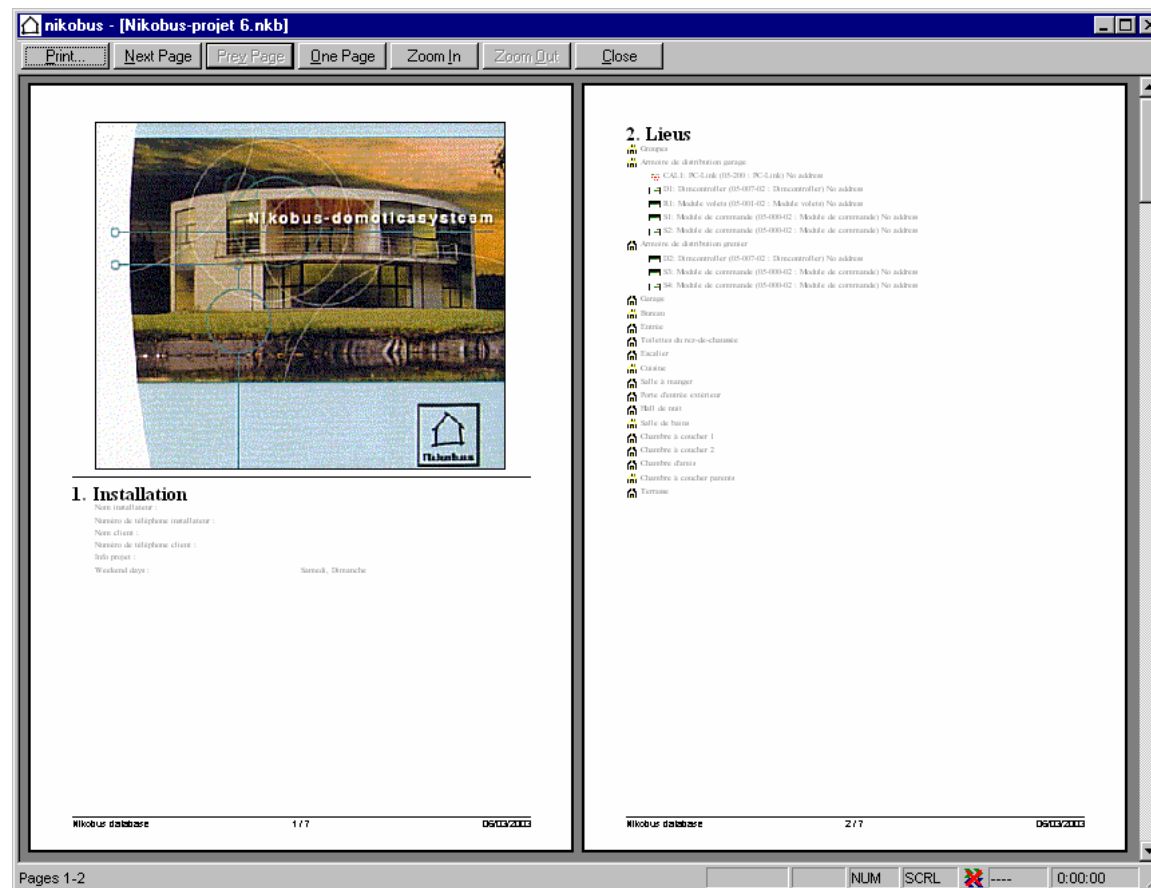 nikobus - [Nikobus-projet 6.nkb]
Print... Next Page Prev Page One Page Zoom In Zoom Out Close
Nikobus-domoticasysteem
Nikobus
1. Installation
Nom installateur :
Numéro de téléphone installateur :
Nom client :
Numéro de téléphone client :
Info projet :
Weekend days : Samedi, Dimanche
Nikobus database 1 / 7 06/03/2003
2. Lieus
Groupes
Armoire de distribution garage
CAL1: PC-Link (05-200 : PC-Link) No address
D1: Dimcontroller (05-007-02 : Dimcontroller) No address
R1: Module volets (05-001-02 : Module volets) No address
S1: Module de commande (05-000-02 : Module de commande) No address
S2: Module de commande (05-000-02 : Module de commande) No address
Armoire de distribution grenier
D2: Dimcontroller (05-007-02 : Dimcontroller) No address
S3: Module de commande (05-000-02 : Module de commande) No address
S4: Module de commande (05-000-02 : Module de commande) No address
Garage
Bureau
Entrée
Toilettes du rez-de-chaussée
Escalier
Cuisine
Salle à manger
Porte d'entrée extérieur
Hall de nuit
Salle de bains
Chambre à coucher 1
Chambre à coucher 2
Chambre d'amis
Chambre à coucher parents
Terrasse
Nikobus database 2 / 7 06/03/2003
Pages 1-2 NUM SCRL ---- 0:00:00